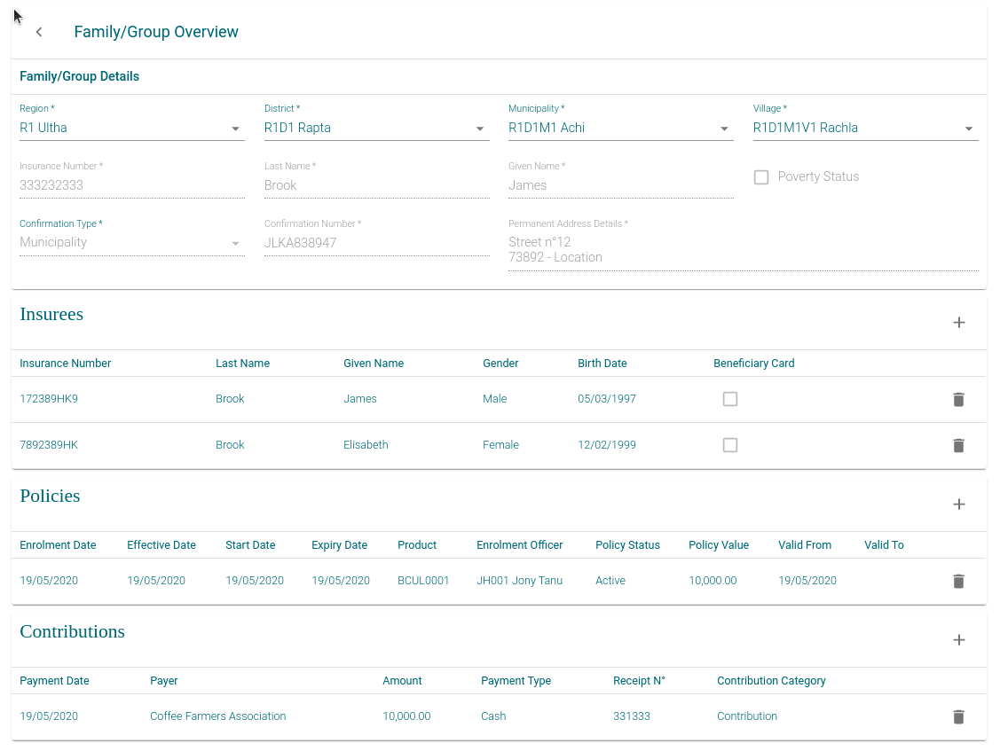 Family/Group Overview
Family/Group Details
Region * District * Municipality * Village *
R1 Ultha R1D1 Rapta R1D1M1 Achi R1D1M1V1 Rachla
Insurance Number * Last Name * Given Name *
333232333 Brook James Poverty Status
Confirmation Type * Confirmation Number * Permanent Address Details *
Municipality JLKA838947 Street n°12
73892 - Location
Insurees
Insurance Number Last Name Given Name Gender Birth Date Beneficiary Card
172389HK9 Brook James Male 05/03/1997
7892389HK Brook Elisabeth Female 12/02/1999
Policies
Enrolment Date Effective Date Start Date Expiry Date Product Enrolment Officer Policy Status Policy Value Valid From Valid To
19/05/2020 19/05/2020 19/05/2020 19/05/2020 BCUL0001 JH001 Jony Tanu Active 10,000.00 19/05/2020
Contributions
Payment Date Payer Amount Payment Type Receipt N° Contribution Category
19/05/2020 Coffee Farmers Association 10,000.00 Cash 331333 Contribution